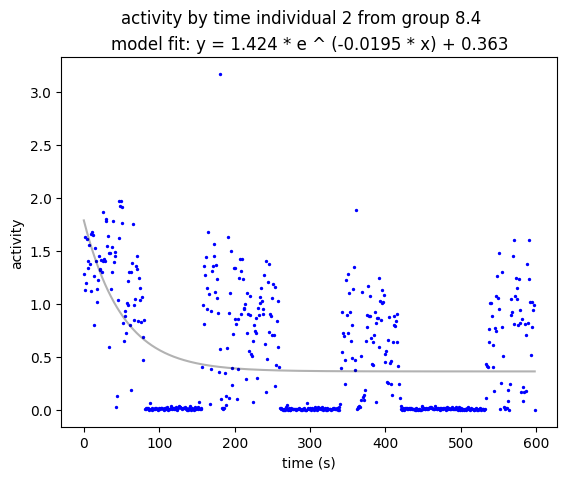 activity by time individual 2 from group 8.4
model fit: y = 1.424 * e ^ (-0.0195 * x) + 0.363
3.0
2.5
2.0
1.5
1.0
0.5
0.0
activity
0 100 200 300 400 500 600
time (s)